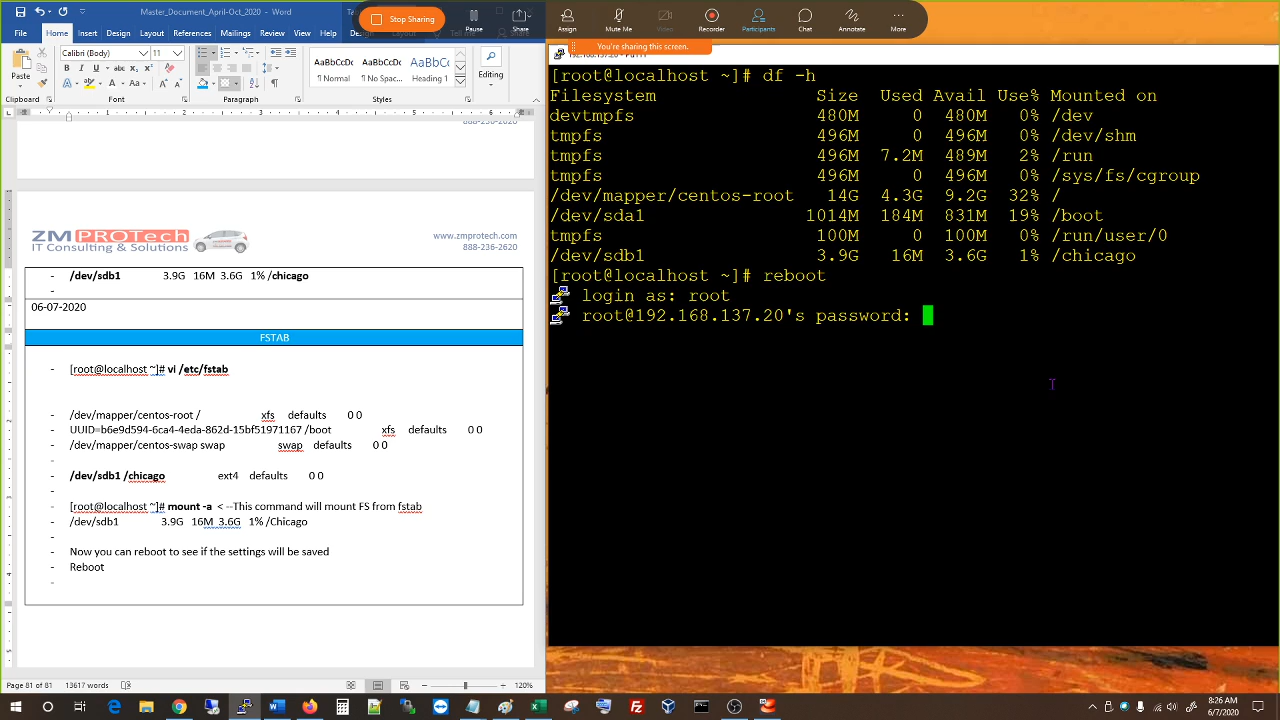 Master_Document_April-Oct_2020 - Word
Stop Sharing
Pause
Share
Assign
Mute Me
Video
Recorder
Participants
Chat
Annotate
More
You're sharing this screen.
File
Home
Insert
Design
Layout
References
Mailings
Review
View
Help
Design
Layout
Share
Paste
Calibri (Body)
11
Editing
AaBbCcDc
AaBbCcDc
AaBbCc
¶ Normal
¶ No Spac...
Heading 1
Clipboard
Font
Paragraph
Styles
888-236-2620
ZM PROTech
IT Consulting & Solutions
www.zmprotech.com
888-236-2620
- /dev/sdb1 3.9G 16M 3.6G 1% /chicago
-
06-07-2020
FSTAB
- [root@localhost ~]# vi /etc/fstab
- /dev/mapper/centos-root / xfs defaults 0 0
- UUID=b6e9d594-6ca4-4eda-862d-15bf51971167 /boot xfs defaults 0 0
- /dev/mapper/centos-swap swap swap defaults 0 0
-
- /dev/sdb1 /chicago ext4 defaults 0 0
-
- [root@localhost ~]# mount -a < --This command will mount FS from fstab
- /dev/sdb1 3.9G 16M 3.6G 1% /Chicago
-
- Now you can reboot to see if the settings will be saved
- Reboot
-
Page 81 of 81
13617 words
120%
[root@localhost ~]# df -h
Filesystem Size Used Avail Use% Mounted on
devtmpfs 480M 0 480M 0% /dev
tmpfs 496M 0 496M 0% /dev/shm
tmpfs 496M 7.2M 489M 2% /run
tmpfs 496M 0 496M 0% /sys/fs/cgroup
/dev/mapper/centos-root 14G 4.3G 9.2G 32% /
/dev/sda1 1014M 184M 831M 19% /boot
tmpfs 100M 0 100M 0% /run/user/0
/dev/sdb1 3.9G 16M 3.6G 1% /chicago
[root@localhost ~]# reboot
login as: root
root@192.168.137.20's password:
8:26 AM
6/7/2020